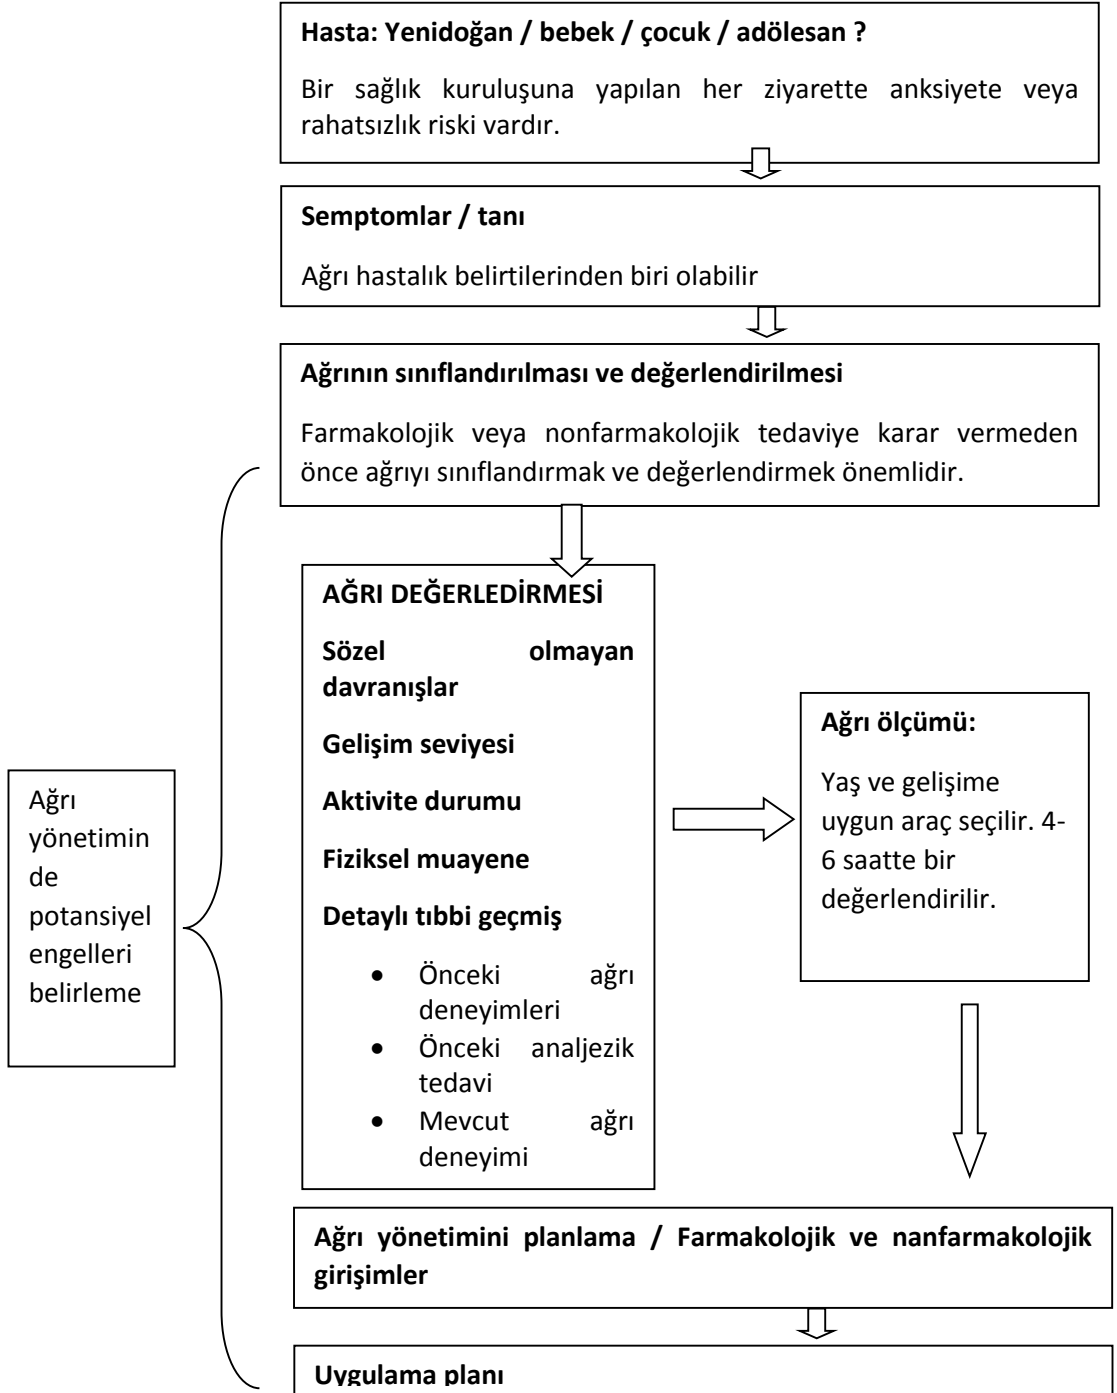 Hasta: Yenidoğan / bebek / çocuk / adölesan ?
Bir sağlık kuruluşuna yapılan her ziyarette anksiyete veya
rahatsızlık riski vardır.
Semptomlar / tanı
Ağrı hastalık belirtilerinden biri olabilir
Ağrının sınıflandırılması ve değerlendirilmesi
Farmakolojik veya nonfarmakolojik tedaviye karar vermeden
önce ağrıyı sınıflandırmak ve değerlendirmek önemlidir.
AĞRI DEĞERLEDİRMESİ
Sözel olmayan
davranışlar
Gelişim seviyesi
Aktivite durumu
Fiziksel muayene
Detaylı tıbbi geçmiş
• Önceki ağrı
deneyimleri
• Önceki analjezik
tedavi
• Mevcut ağrı
deneyimi
Ağrı ölçümü:
Yaş ve gelişime
uygun araç seçilir. 4-
6 saatte bir
değerlendirilir.
Ağrı
yönetimin
de
potansiyel
engelleri
belirleme
Ağrı yönetimini planlama / Farmakolojik ve nanfarmakolojik
girişimler
Uygulama planı